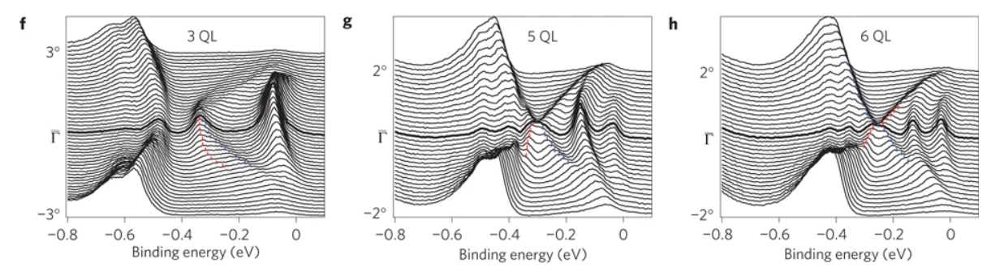 f
3 QL
3°
Γ̅
−3°
−0.8 −0.6 −0.4 −0.2 0
Binding energy (eV)
g
5 QL
2°
Γ̅
−2°
−0.8 −0.6 −0.4 −0.2 0
Binding energy (eV)
h
6 QL
2°
Γ̅
−2°
−0.8 −0.6 −0.4 −0.2 0
Binding energy (eV)